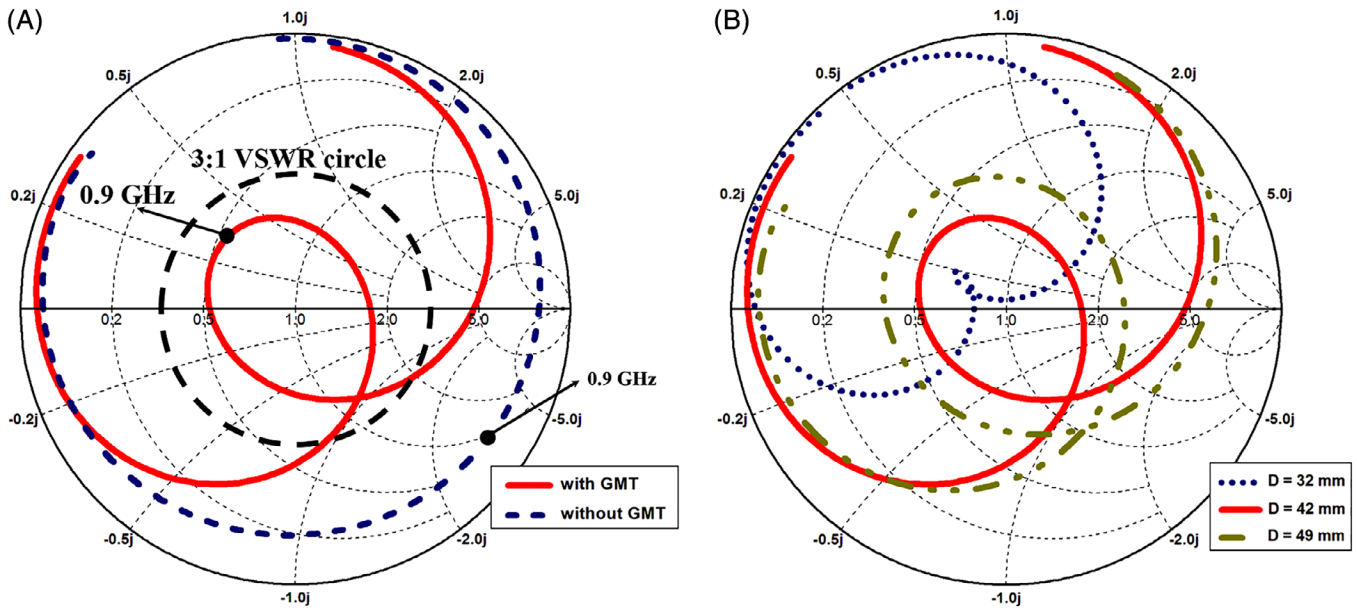 (A)
1.0j
0.5j
2.0j
3:1 VSWR circle
0.9 GHz
0.2j
5.0j
0.2
0.5
1.0
2.0
5.0
0.9 GHz
-0.2j
-5.0j
with GMT
without GMT
-0.5j
-2.0j
-1.0j
(B)
1.0j
0.5j
2.0j
0.2j
5.0j
0.2
0.5
1.0
2.0
5.0
-0.2j
-5.0j
D = 32 mm
D = 42 mm
D = 49 mm
-0.5j
-2.0j
-1.0j